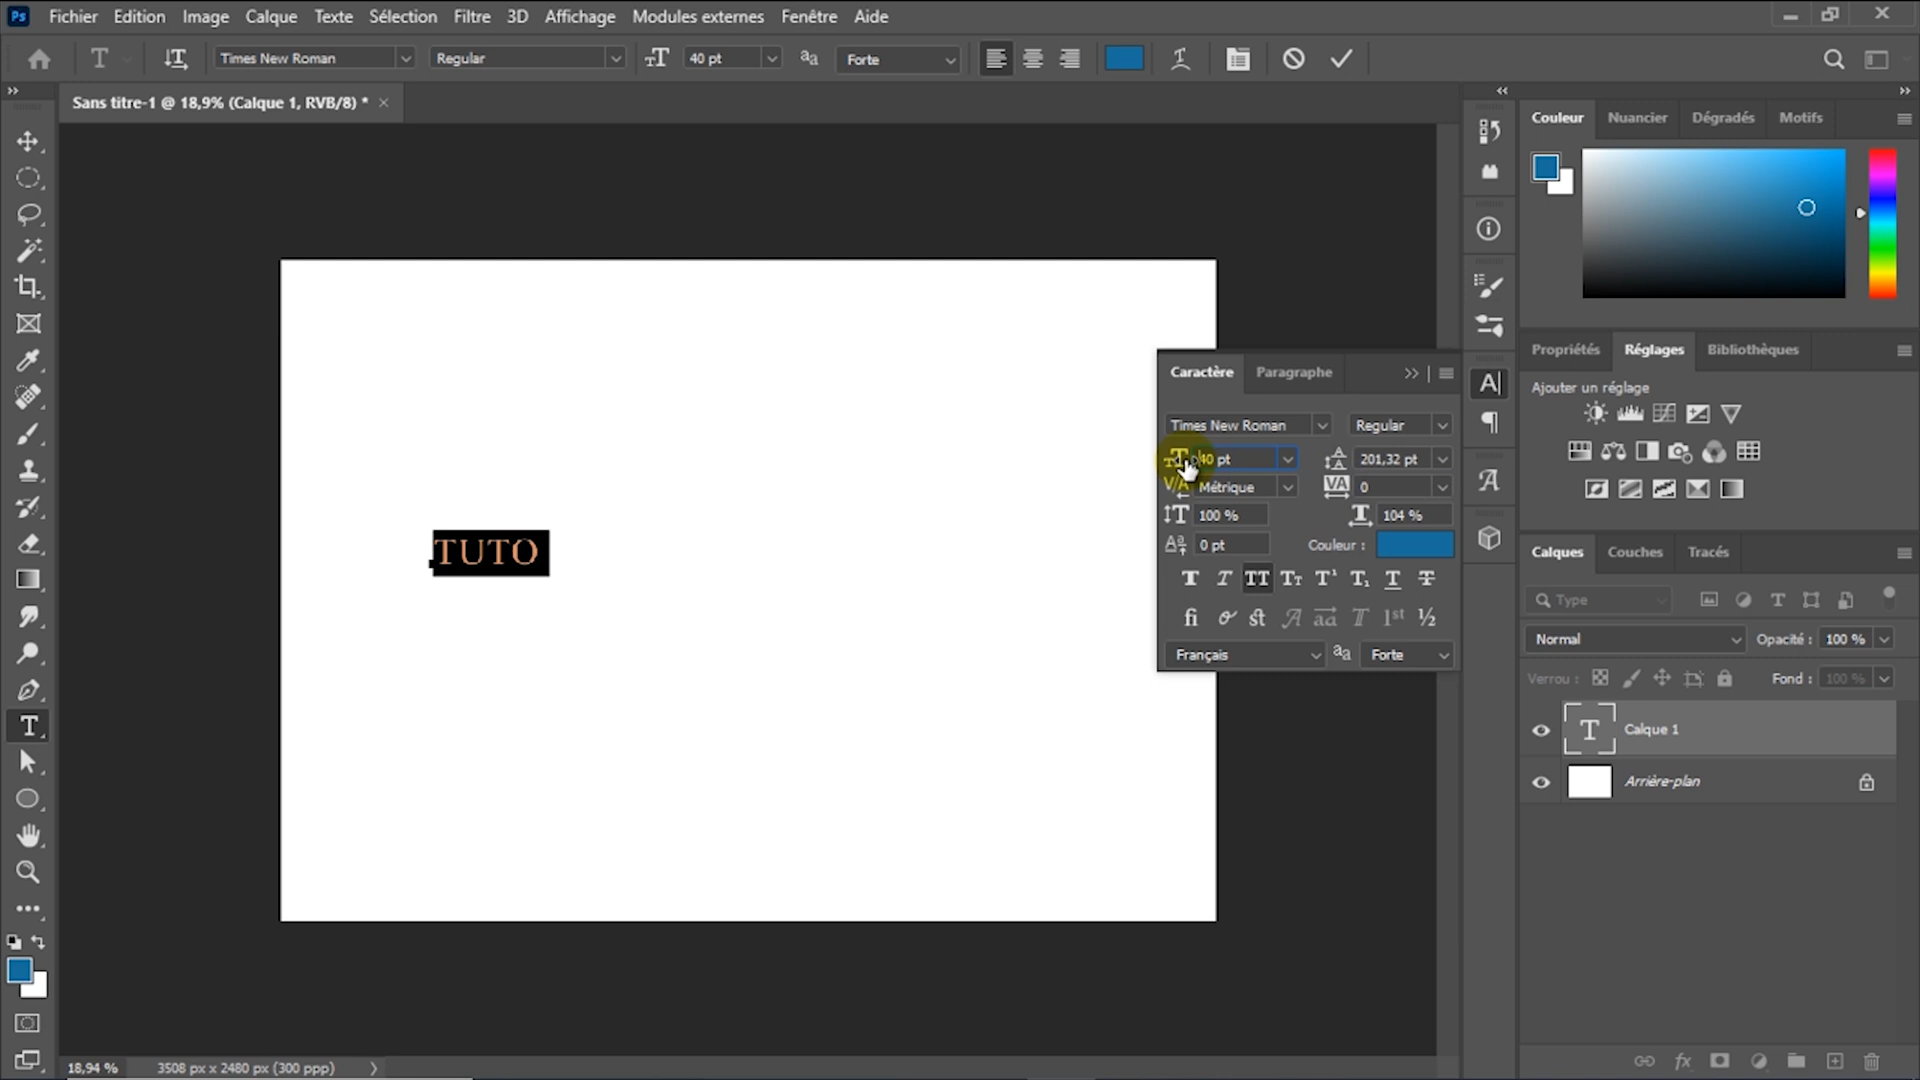 Ps Fichier Edition Image Calque Texte Sélection Filtre 3D Affichage Modules externes Fenêtre Aide
Times New Roman Regular 40 pt Forte
Sans titre-1 @ 18,9% (Calque 1, RVB/8) *
Couleur Nuancier Dégradés Motifs
Propriétés Réglages Bibliothèques
Ajouter un réglage
Caractère Paragraphe
Times New Roman Regular
40 pt 201,32 pt
Métrique 0
100 % 104 %
0 pt Couleur :
Français Forte
TUTO
Calques Couches Tracés
Type
Normal Opacité : 100 %
Verrou : Fond : 100 %
Calque 1
Arrière-plan
18,94 % 3508 px x 2480 px (300 ppp)